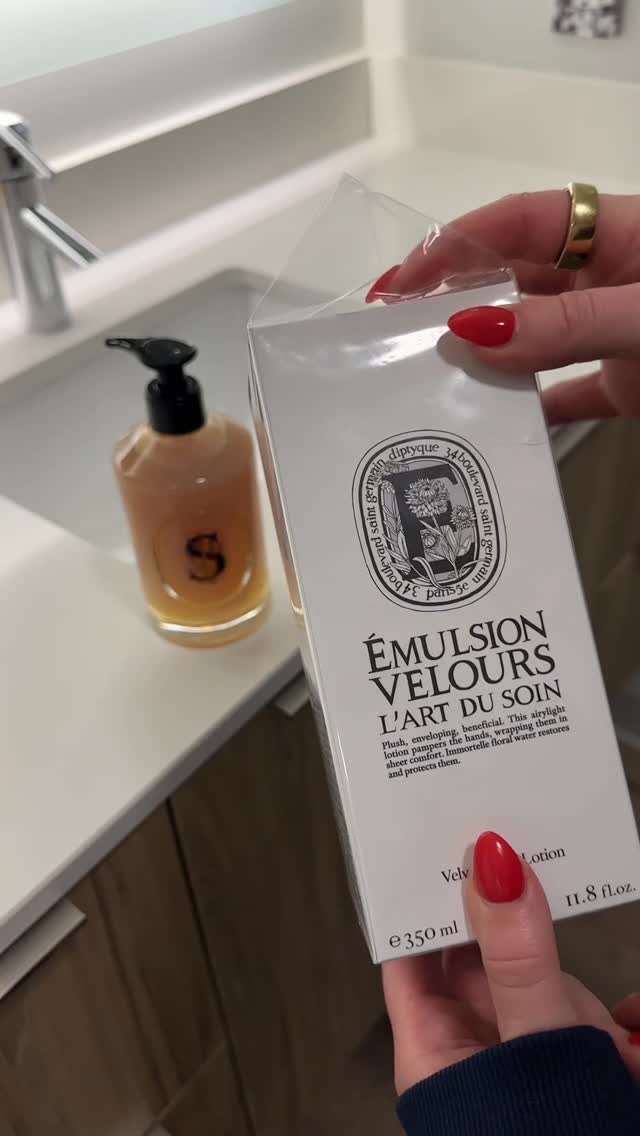 S
34 boulevard saint germain diptyque 34 boulevard saint germain paris 5e
E
ÉMULSION
VELOURS
L'ART DU SOIN
Plush, enveloping, beneficial. This airylight
lotion pampers the hands, wrapping them in
sheer comfort. Immortelle floral water restores
and protects them.
Lotion
℮ 350 ml 11.8 fl.oz.